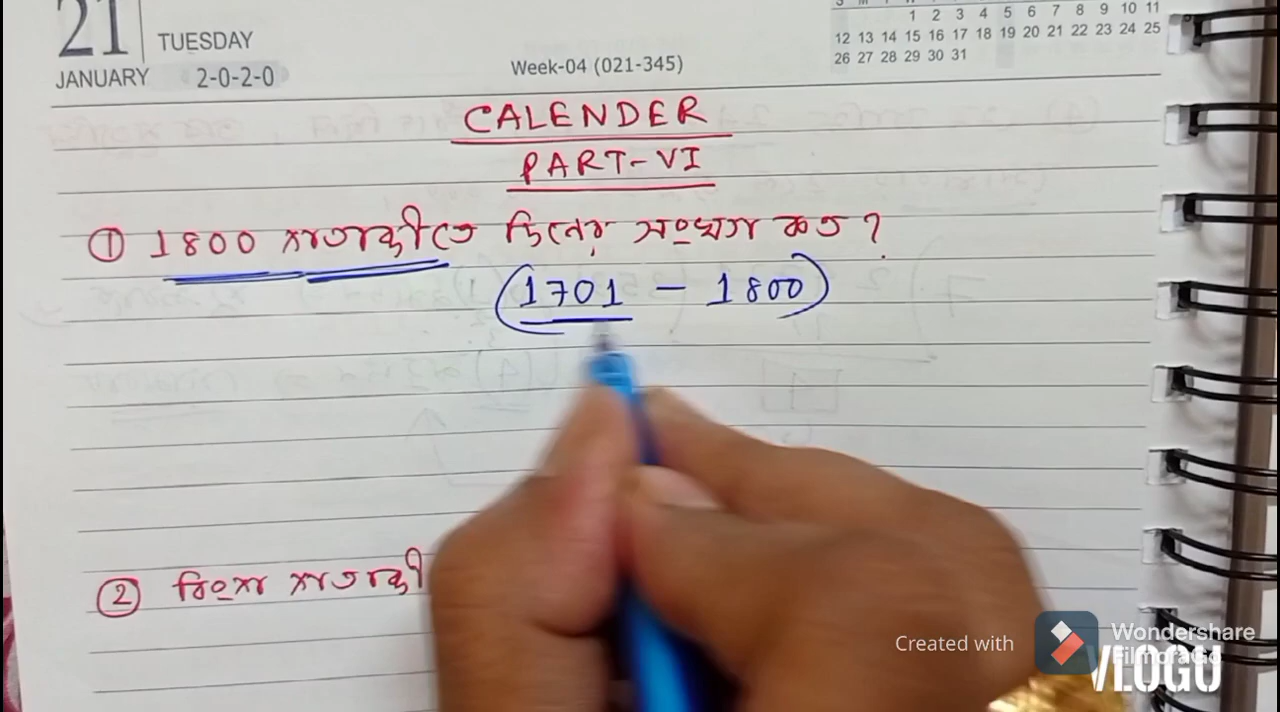 21 TUESDAY
JANUARY 2-0-2-0
Week-04 (021-345)
1 2 3 4 5 6 7 8 9 10 11
12 13 14 15 16 17 18 19 20 21 22 23 24 25
26 27 28 29 30 31
CALENDER
PART-VI
① 1800 শতাব্দীতে দিনের সংখ্যা কত ?
(1701 - 1800)
② বিংশ শতাব্দী
Created with Wondershare
FilmoraGo
VLOGU